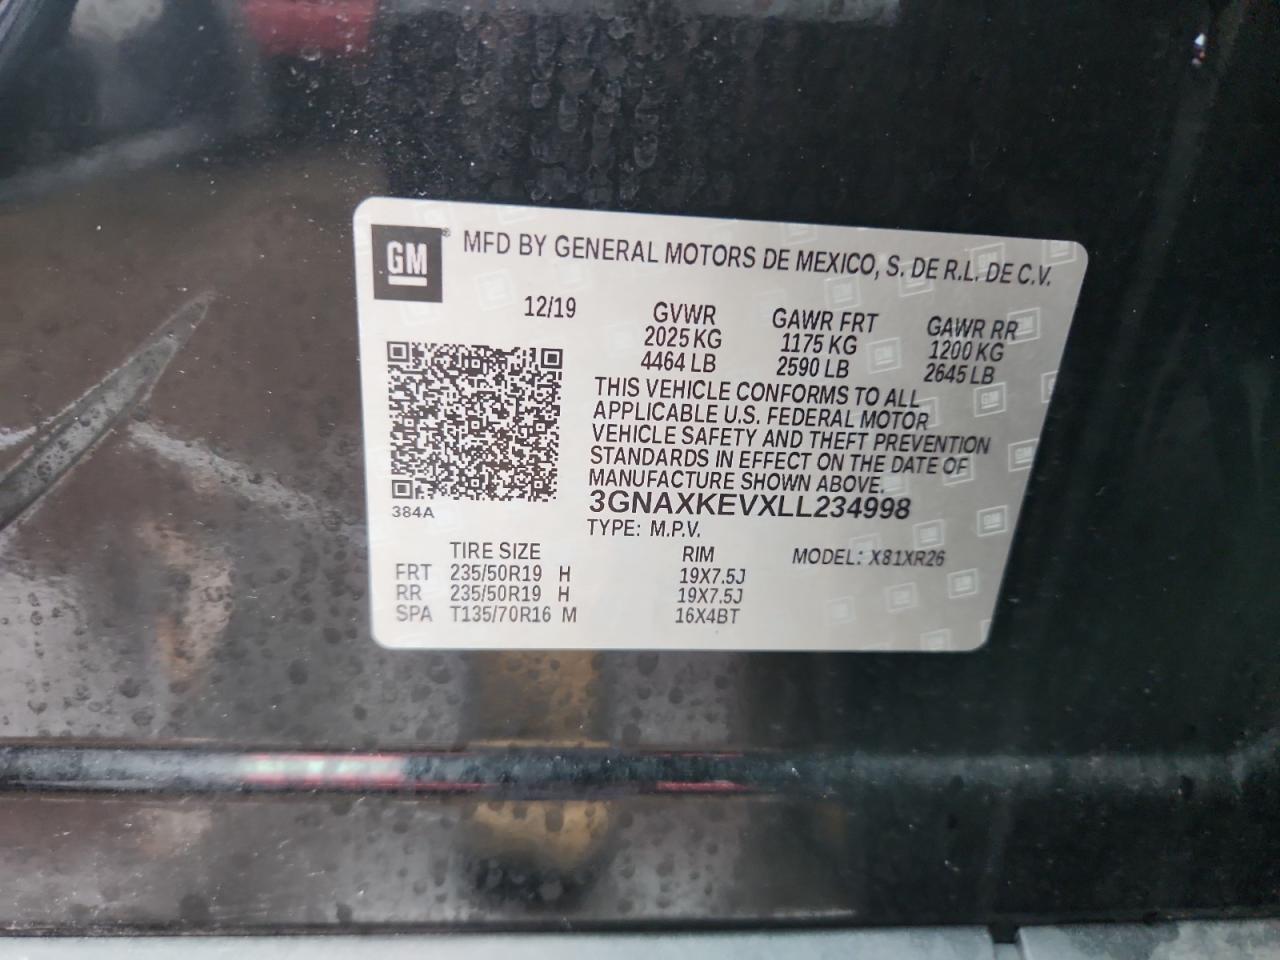 GM ® MFD BY GENERAL MOTORS DE MEXICO, S. DE R.L. DE C.V.
12/19
GVWR GAWR FRT GAWR RR
2025 KG 1175 KG 1200 KG
4464 LB 2590 LB 2645 LB
THIS VEHICLE CONFORMS TO ALL
APPLICABLE U.S. FEDERAL MOTOR
VEHICLE SAFETY AND THEFT PREVENTION
STANDARDS IN EFFECT ON THE DATE OF
MANUFACTURE SHOWN ABOVE.
384A
3GNAXKEVXLL234998
TYPE: M.P.V.
TIRE SIZE RIM MODEL: X81XR26
FRT 235/50R19 H 19X7.5J
RR 235/50R19 H 19X7.5J
SPA T135/70R16 M 16X4BT